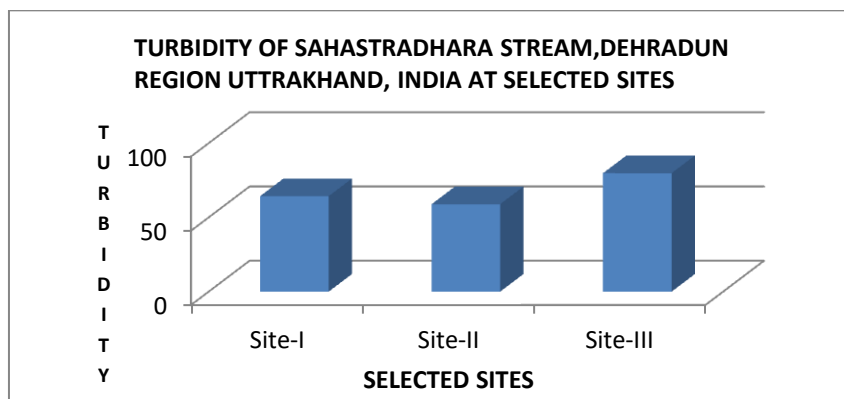 TURBIDITY OF SAHASTRADHARA STREAM,DEHRADUN
REGION UTTRAKHAND, INDIA AT SELECTED SITES
TURBIDITY
100
50
0
Site-I Site-II Site-III
SELECTED SITES